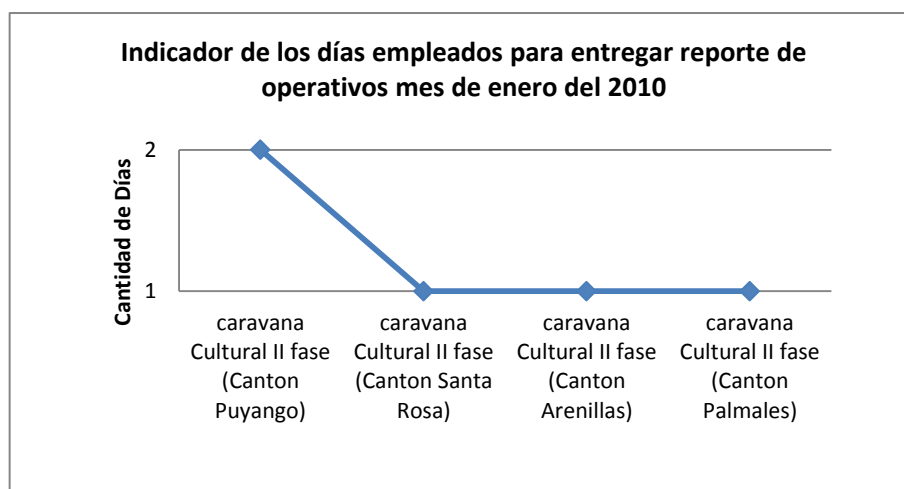 Indicador de los días empleados para entregar reporte de
operativos mes de enero del 2010
Cantidad de Días
2
1
caravana
Cultural II fase
(Canton
Puyango)
caravana
Cultural II fase
(Canton Santa
Rosa)
caravana
Cultural II fase
(Canton
Arenillas)
caravana
Cultural II fase
(Canton
Palmales)